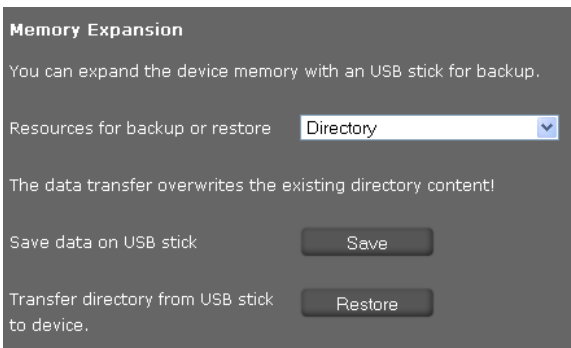 Memory Expansion
You can expand the device memory with an USB stick for backup.
Resources for backup or restore Directory
The data transfer overwrites the existing directory content!
Save data on USB stick Save
Transfer directory from USB stick Restore
to device.